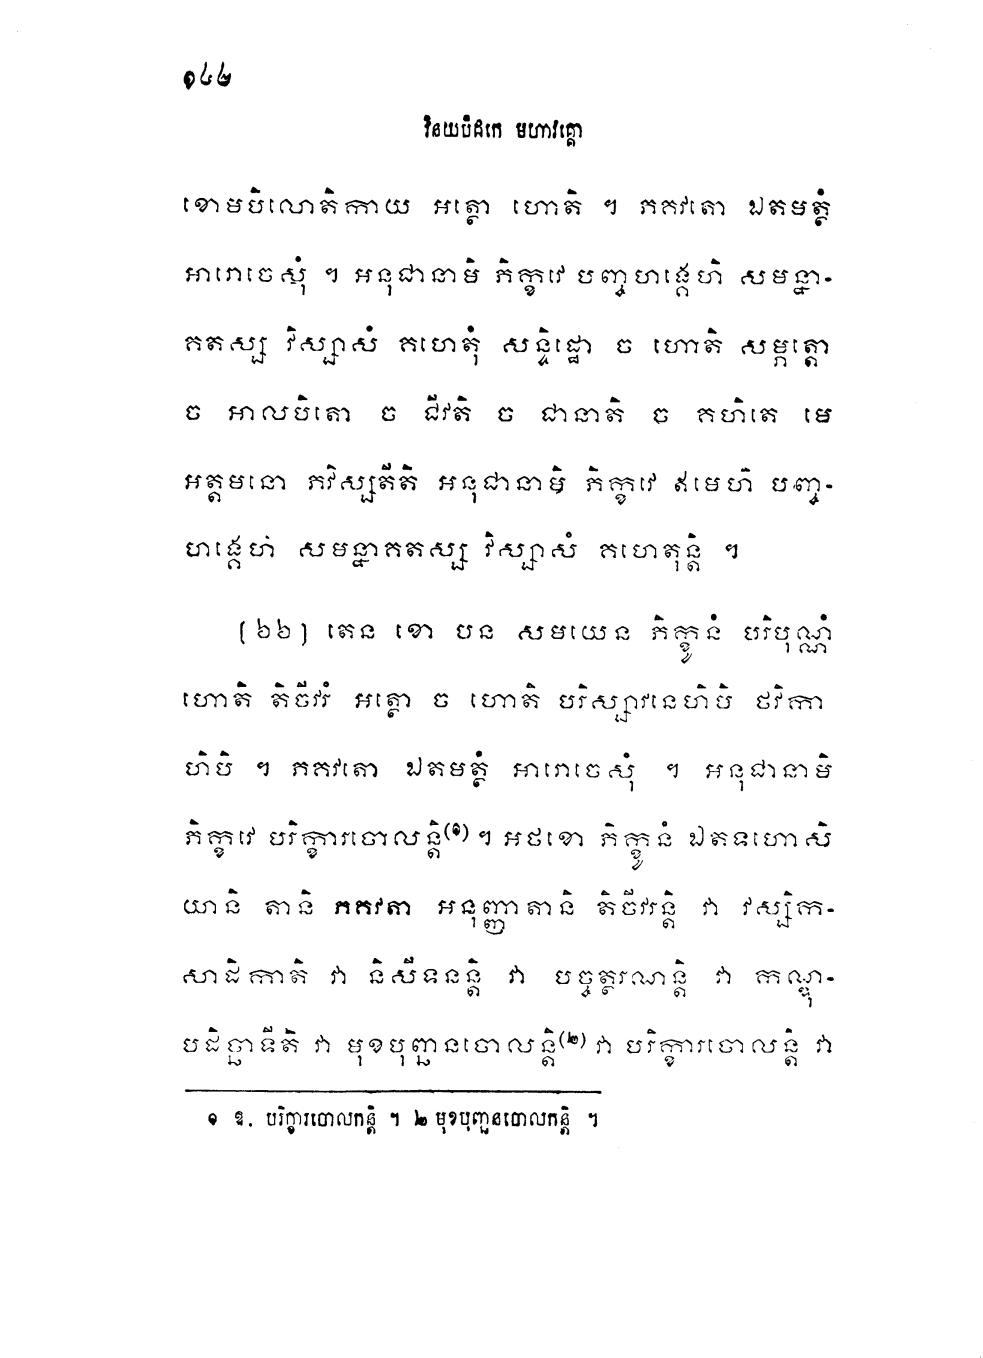 ១៤២
វិនយបិដកេ មហាវគ្គោ
ខោមបិលោតិកាយ អត្ថោ ហោតិ ។ ភគវតោ ឯតមត្ថំ
អារោចេសុំ ។ អនុជានាមិ ភិក្ខវេ បញ្ចហង្គេហិ សមន្នា-
គតស្ស វិស្សាសំ គហេតុំ សន្ទិដ្ឋោ ច ហោតិ សម្ភត្តោ
ច អាលបិតោ ច ជីវតិ ច ជានាតិ ច គហិតេ មេ
អត្តមនោ ភវិស្សតីតិ អនុជានាមិ ភិក្ខវេ ឥមេហិ បញ្ច-
ហង្គេហិ សមន្នាគតស្ស វិស្សាសំ គហេតុន្តិ ។
(៦៦) តេន ខោ បន សមយេន ភិក្ខូនំ បរិបុណ្ណំ
ហោតិ តិចីវរំ អត្ថោ ច ហោតិ បរិស្សាវនេហិបិ ថវិកា
ហិបិ ។ ភគវតោ ឯតមត្ថំ អារោចេសុំ ។ អនុជានាមិ
ភិក្ខវេ បរិក្ខារចោលន្តិ(១) ។ អថខោ ភិក្ខូនំ ឯតទហោសិ
យានិ តានិ ភគវតា អនុញ្ញាតានិ តិចីវរន្តិ វា វស្សិក-
សាដិកាតិ វា និសីទនន្តិ វា បច្ចត្ថរណន្តិ វា កណ្ឌុ-
បដិច្ឆាទីតិ វា មុខបុញ្ឆនចោលន្តិ(២) វា បរិក្ខារចោលន្តិ វា
១ ឱ. បរិក្ខារចោលកន្តិ ។ ២ មុខបុញ្ឆនចោលកន្តិ ។